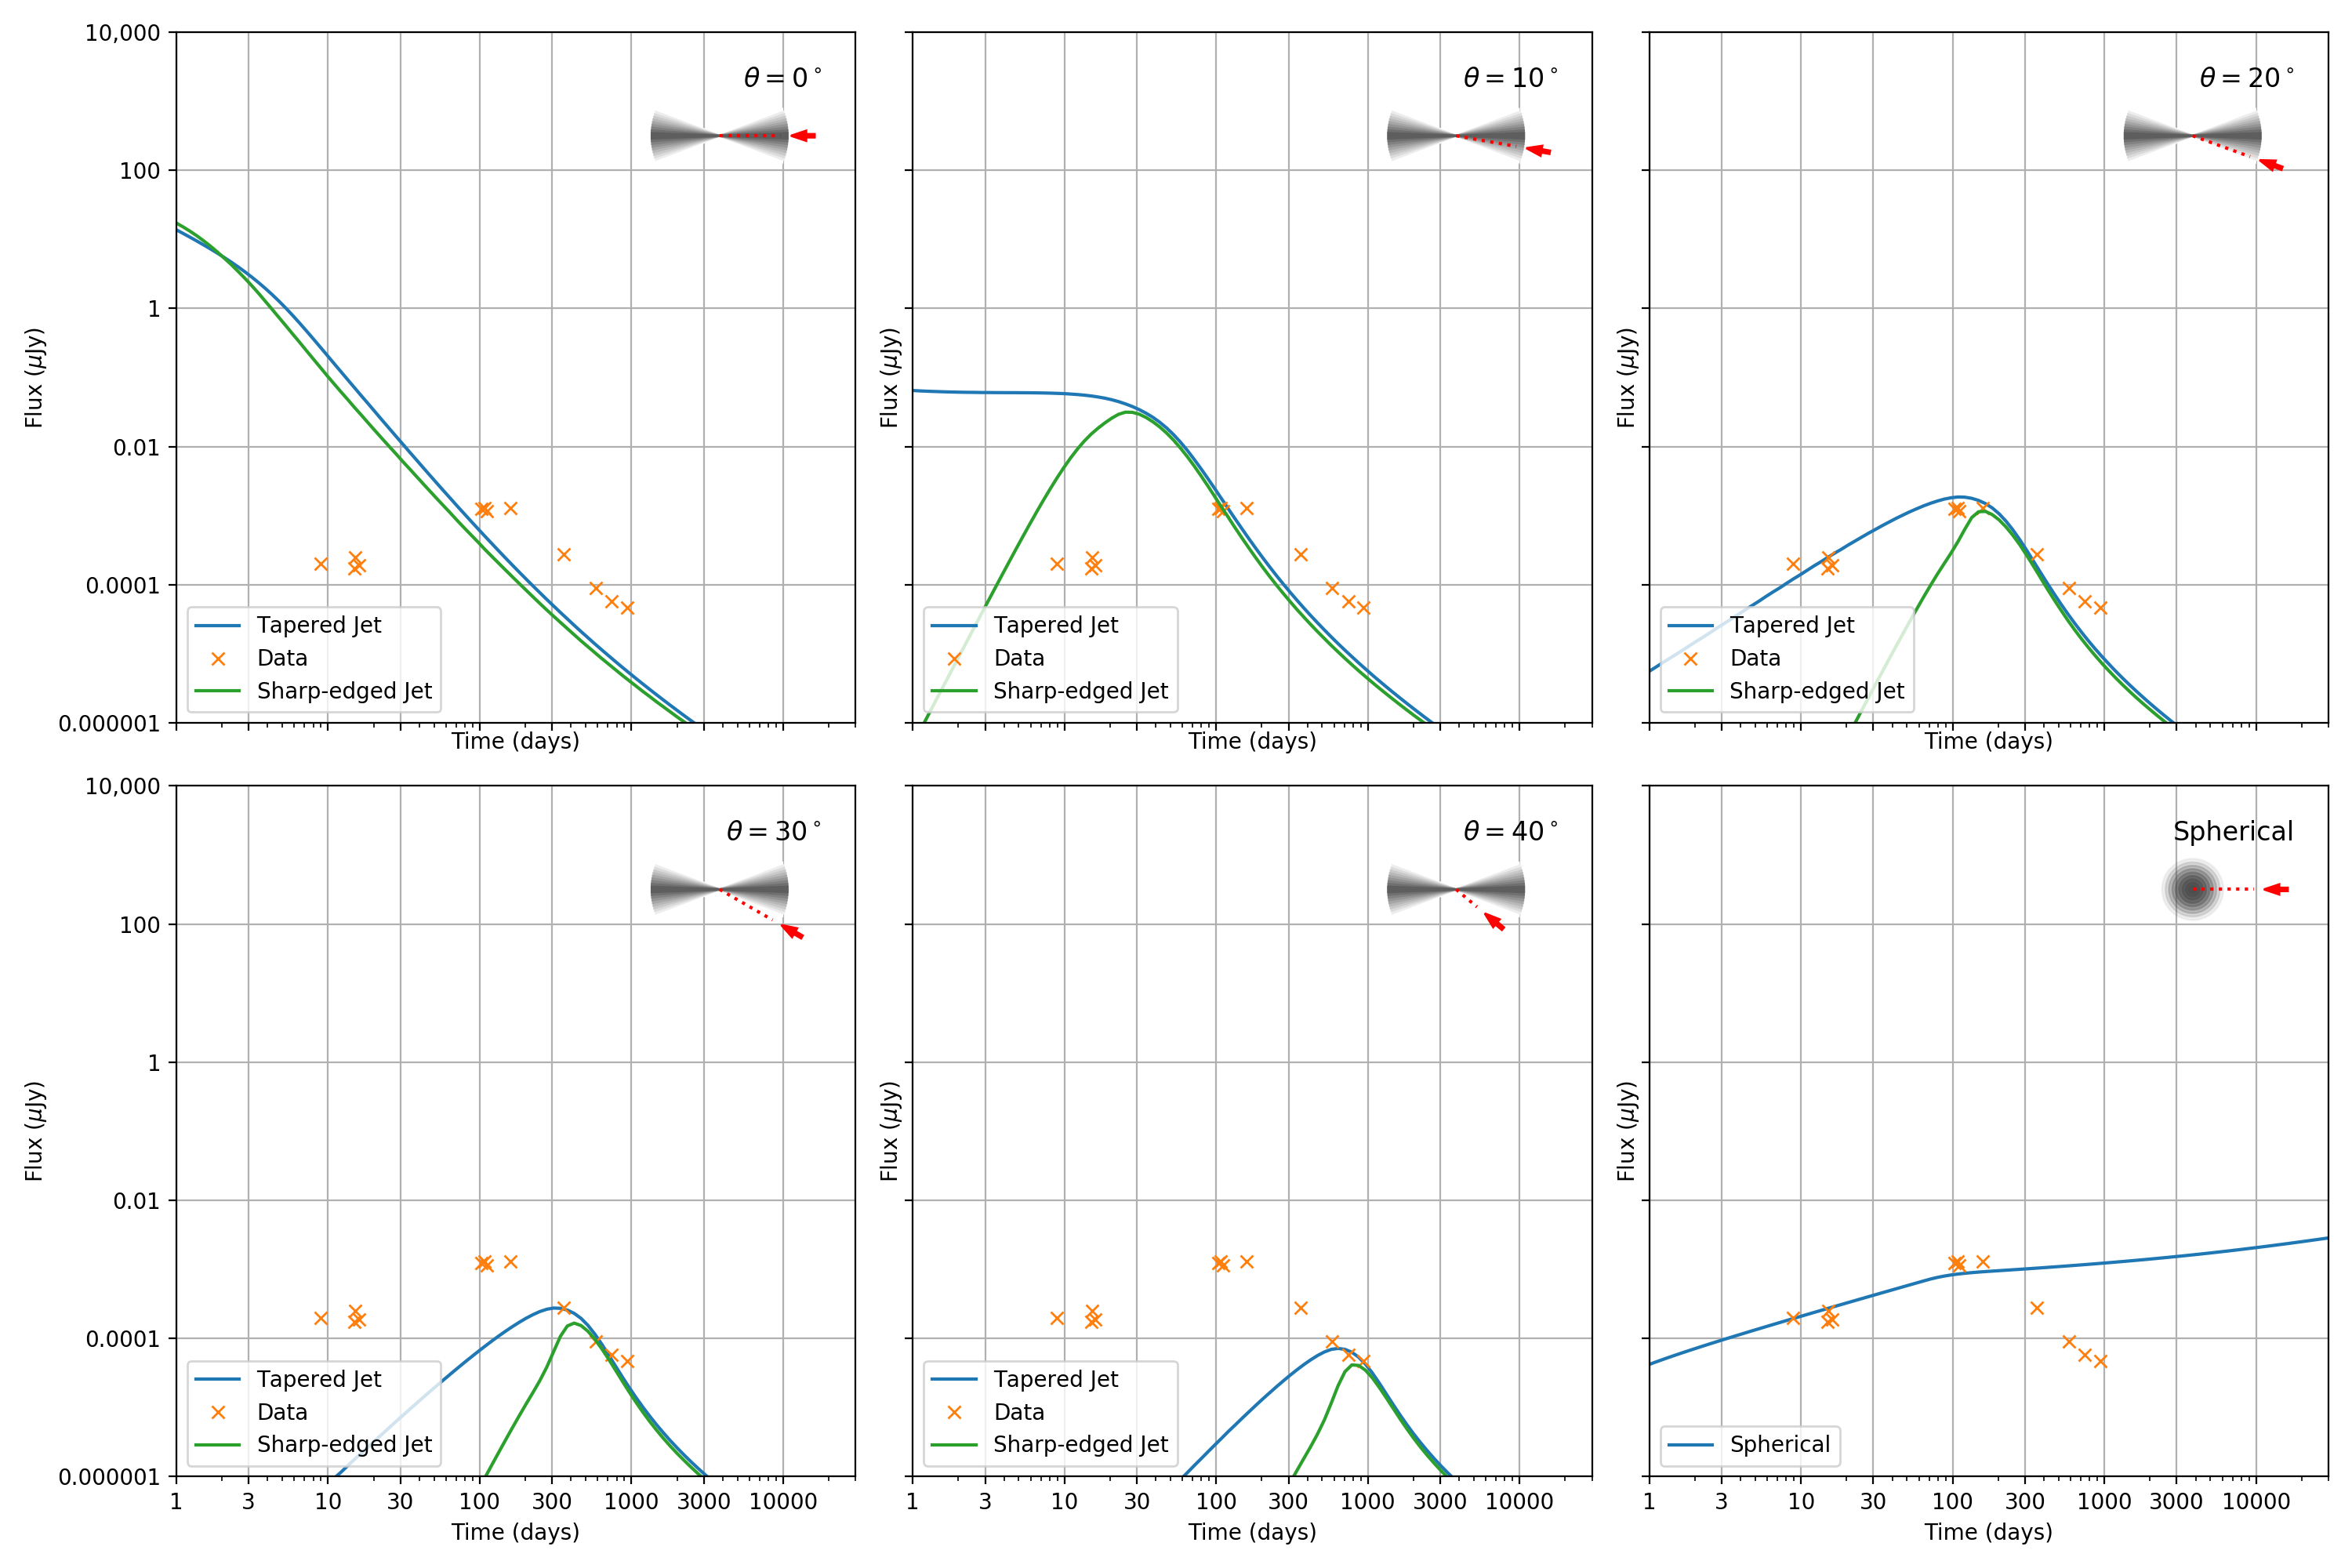 10,000
100
1
0.01
0.0001
0.000001
Flux (μJy)
θ = 0°
Tapered Jet
Data
Sharp-edged Jet
Time (days)
Flux (μJy)
θ = 10°
Tapered Jet
Data
Sharp-edged Jet
Time (days)
Flux (μJy)
θ = 20°
Tapered Jet
Data
Sharp-edged Jet
Time (days)
10,000
100
1
0.01
0.0001
0.000001
Flux (μJy)
θ = 30°
Tapered Jet
Data
Sharp-edged Jet
1 3 10 30 100 300 1000 3000 10000
Time (days)
Flux (μJy)
θ = 40°
Tapered Jet
Data
Sharp-edged Jet
1 3 10 30 100 300 1000 3000 10000
Time (days)
Flux (μJy)
Spherical
Spherical
1 3 10 30 100 300 1000 3000 10000
Time (days)